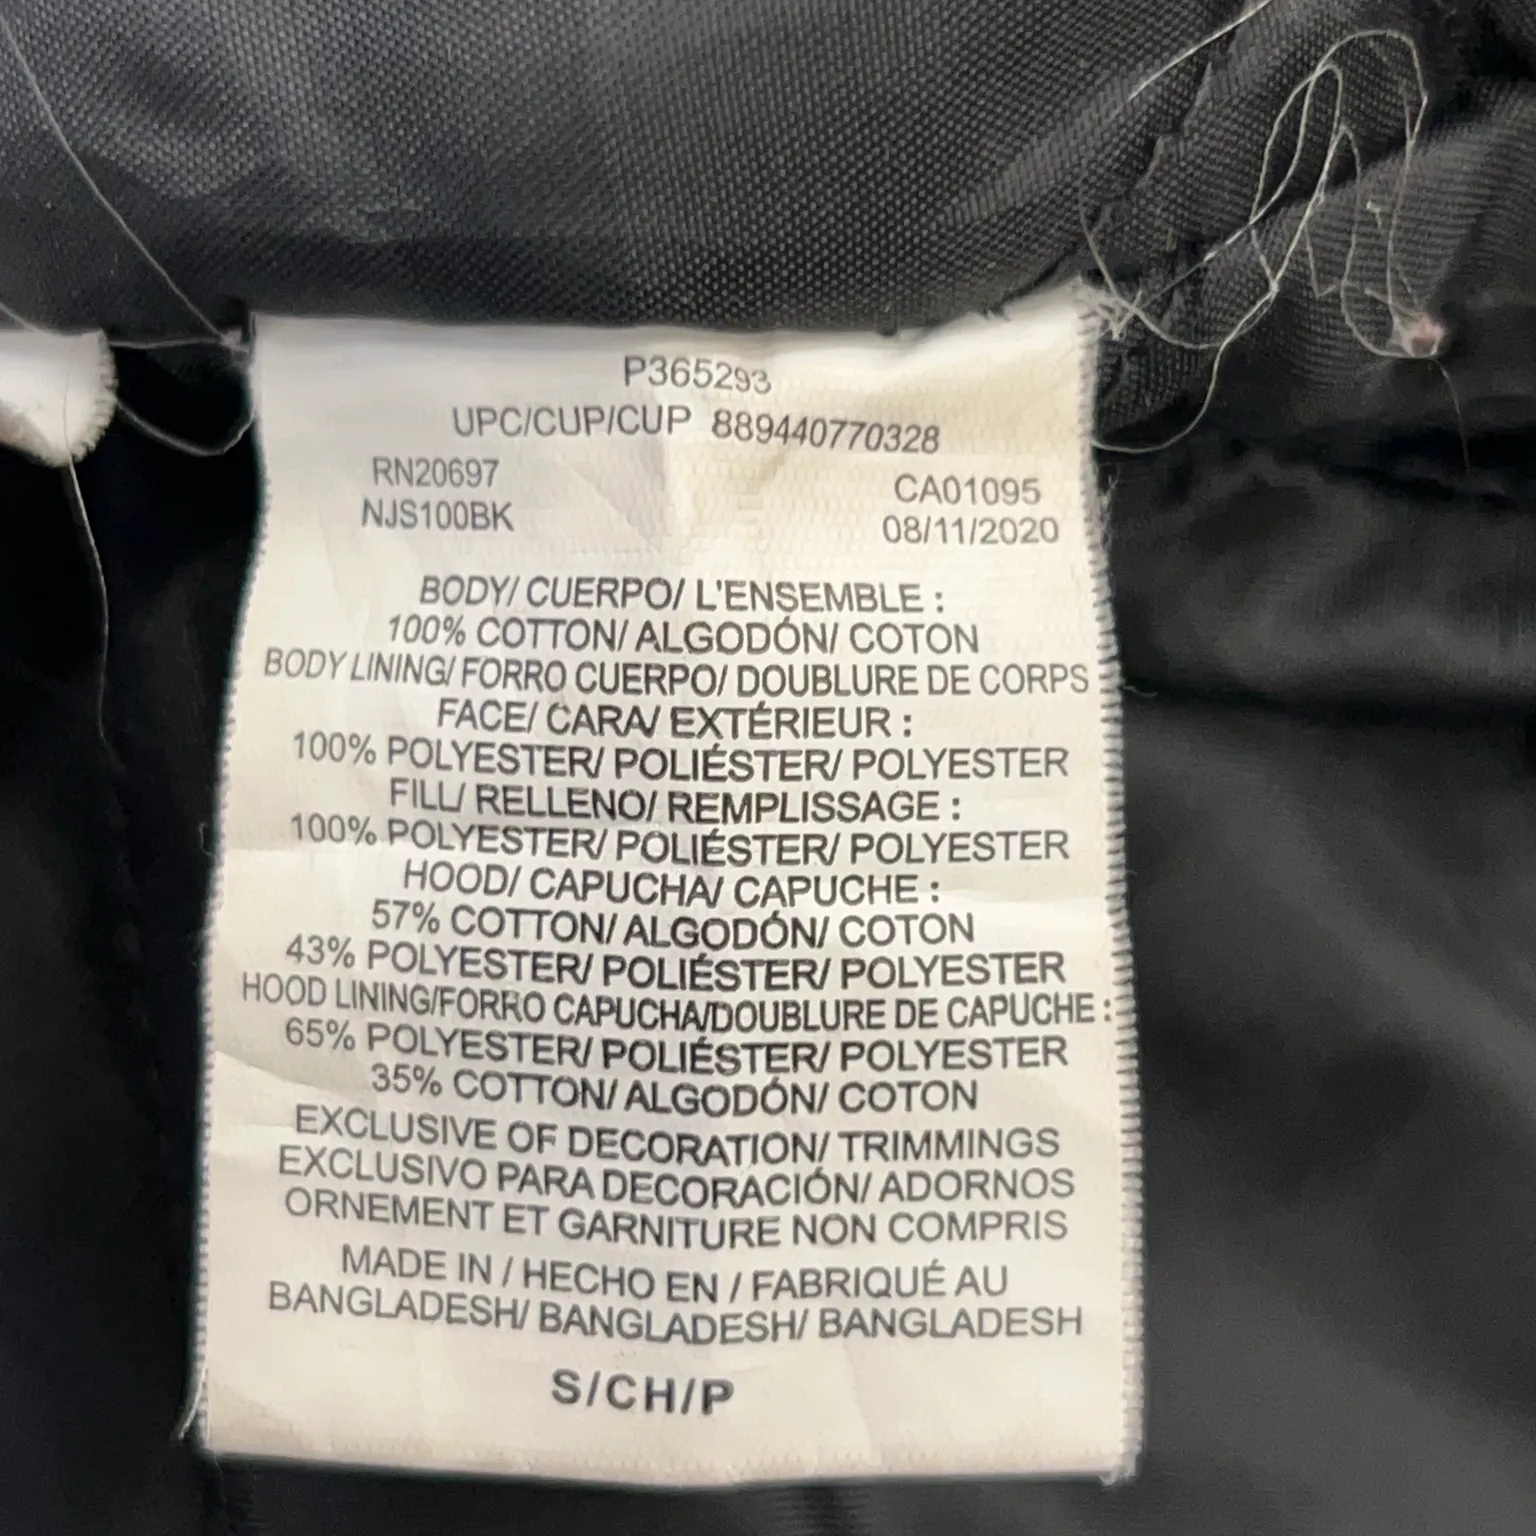 P365293
UPC/CUP/CUP 889440770328
RN20697 CA01095
NJS100BK 08/11/2020
BODY/ CUERPO/ L'ENSEMBLE :
100% COTTON/ ALGODÓN/ COTON
BODY LINING/ FORRO CUERPO/ DOUBLURE DE CORPS
FACE/ CARA/ EXTÉRIEUR :
100% POLYESTER/ POLIÉSTER/ POLYESTER
FILL/ RELLENO/ REMPLISSAGE :
100% POLYESTER/ POLIÉSTER/ POLYESTER
HOOD/ CAPUCHA/ CAPUCHE :
57% COTTON/ ALGODÓN/ COTON
43% POLYESTER/ POLIÉSTER/ POLYESTER
HOOD LINING/FORRO CAPUCHA/DOUBLURE DE CAPUCHE :
65% POLYESTER/ POLIÉSTER/ POLYESTER
35% COTTON/ ALGODÓN/ COTON
EXCLUSIVE OF DECORATION/ TRIMMINGS
EXCLUSIVO PARA DECORACIÓN/ ADORNOS
ORNEMENT ET GARNITURE NON COMPRIS
MADE IN / HECHO EN / FABRIQUÉ AU
BANGLADESH/ BANGLADESH/ BANGLADESH
S/CH/P